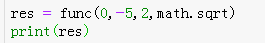 res = func(0,-5,2,math.sqrt)
print(res)